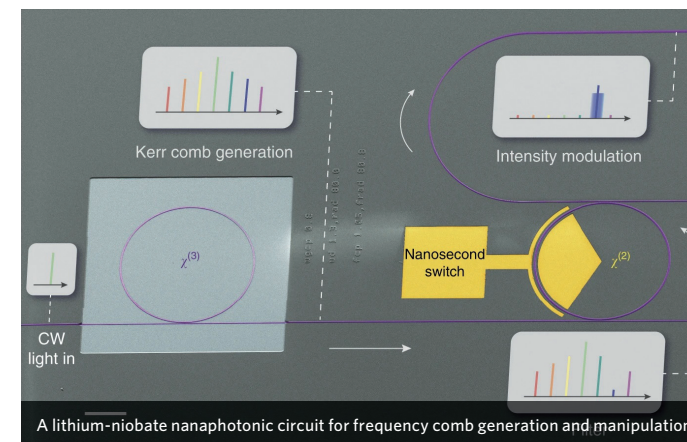 Kerr comb generation
Intensity modulation
χ(3)
Nanosecond
switch
χ(2)
CW
light in
Filter
A lithium-niobate nanaphotonic circuit for frequency comb generation and manipulation